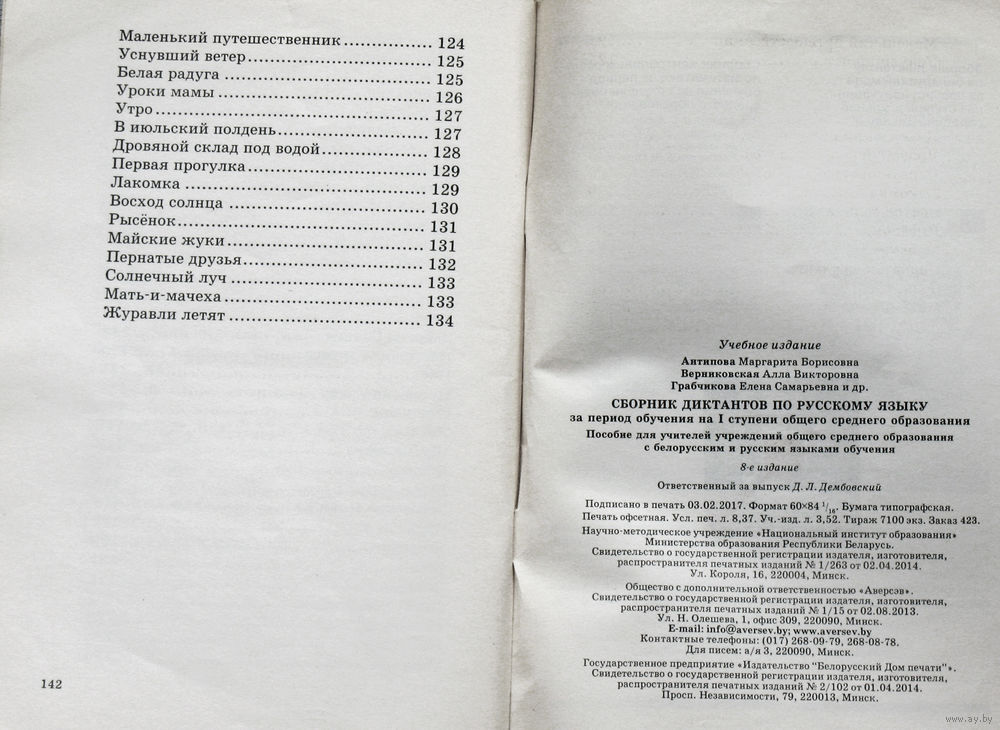 Маленький путешественник................ 124
Уснувший ветер................................. 125
Белая радуга ..................................... 125
Уроки мамы ...................................... 126
Утро................................................. 127
В июльский полдень........................... 127
Дровяной склад под водой.................... 128
Первая прогулка................................ 129
Лакомка ........................................... 129
Восход солнца ................................... 130
Рысёнок............................................ 131
Майские жуки................................... 131
Пернатые друзья................................ 132
Солнечный луч .................................. 133
Мать-и-мачеха................................... 133
Журавли летят .................................. 134
142
Учебное издание
Антипова Маргарита Борисовна
Верниковская Алла Викторовна
Грабчикова Елена Самарьевна и др.
СБОРНИК ДИКТАНТОВ ПО РУССКОМУ ЯЗЫКУ
за период обучения на I ступени общего среднего образования
Пособие для учителей учреждений общего среднего образования
с белорусским и русским языками обучения
8-е издание
Ответственный за выпуск Д. Л. Дембовский
Подписано в печать 03.02.2017. Формат 60×84 1/16. Бумага типографская.
Печать офсетная. Усл. печ. л. 8,37. Уч.-изд. л. 3,52. Тираж 7100 экз. Заказ 423.
Научно-методическое учреждение «Национальный институт образования»
Министерства образования Республики Беларусь.
Свидетельство о государственной регистрации издателя, изготовителя,
распространителя печатных изданий № 1/263 от 02.04.2014.
Ул. Короля, 16, 220004, Минск.
Общество с дополнительной ответственностью «Аверсэв».
Свидетельство о государственной регистрации издателя, изготовителя,
распространителя печатных изданий № 1/15 от 02.08.2013.
Ул. Н. Олешева, 1, офис 309, 220090, Минск.
E-mail: info@aversev.by; www.aversev.by
Контактные телефоны: (017) 268-09-79, 268-08-78.
Для писем: а/я 3, 220090, Минск.
Государственное предприятие «Издательство "Белорусский Дом печати"».
Свидетельство о государственной регистрации издателя, изготовителя,
распространителя печатных изданий № 2/102 от 01.04.2014.
Просп. Независимости, 79, 220013, Минск.
www.ay.by